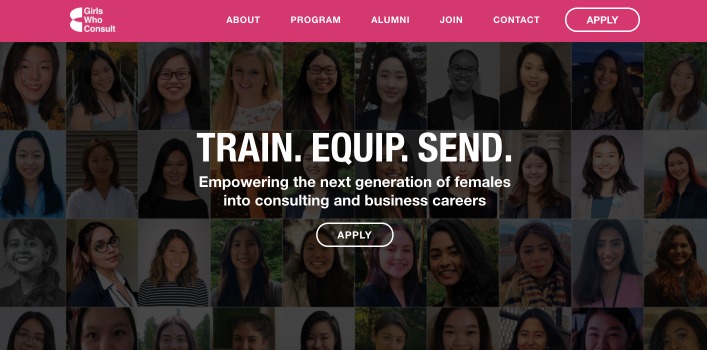 Girls
Who
Consult
ABOUT
PROGRAM
ALUMNI
JOIN
CONTACT
APPLY
TRAIN. EQUIP. SEND.
Empowering the next generation of females
into consulting and business careers
APPLY